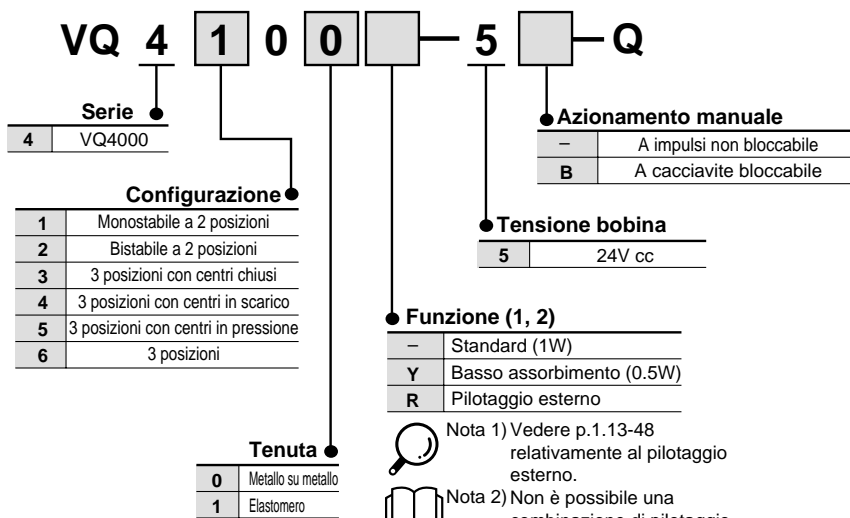 VQ 4 1 0 0 — 5 — Q
Serie
4 VQ4000
Configurazione
1 Monostabile a 2 posizioni
2 Bistabile a 2 posizioni
3 3 posizioni con centri chiusi
4 3 posizioni con centri in scarico
5 3 posizioni con centri in pressione
6 3 posizioni
Tenuta
0 Metallo su metallo
1 Elastomero
Azionamento manuale
– A impulsi non bloccabile
B A cacciavite bloccabile
Tensione bobina
5 24V cc
Funzione (1, 2)
– Standard (1W)
Y Basso assorbimento (0.5W)
R Pilotaggio esterno
Nota 1) Vedere p.1.13-48
relativamente al pilotaggio
esterno.
Nota 2) Non è possibile una
combinazione di pilotaggio